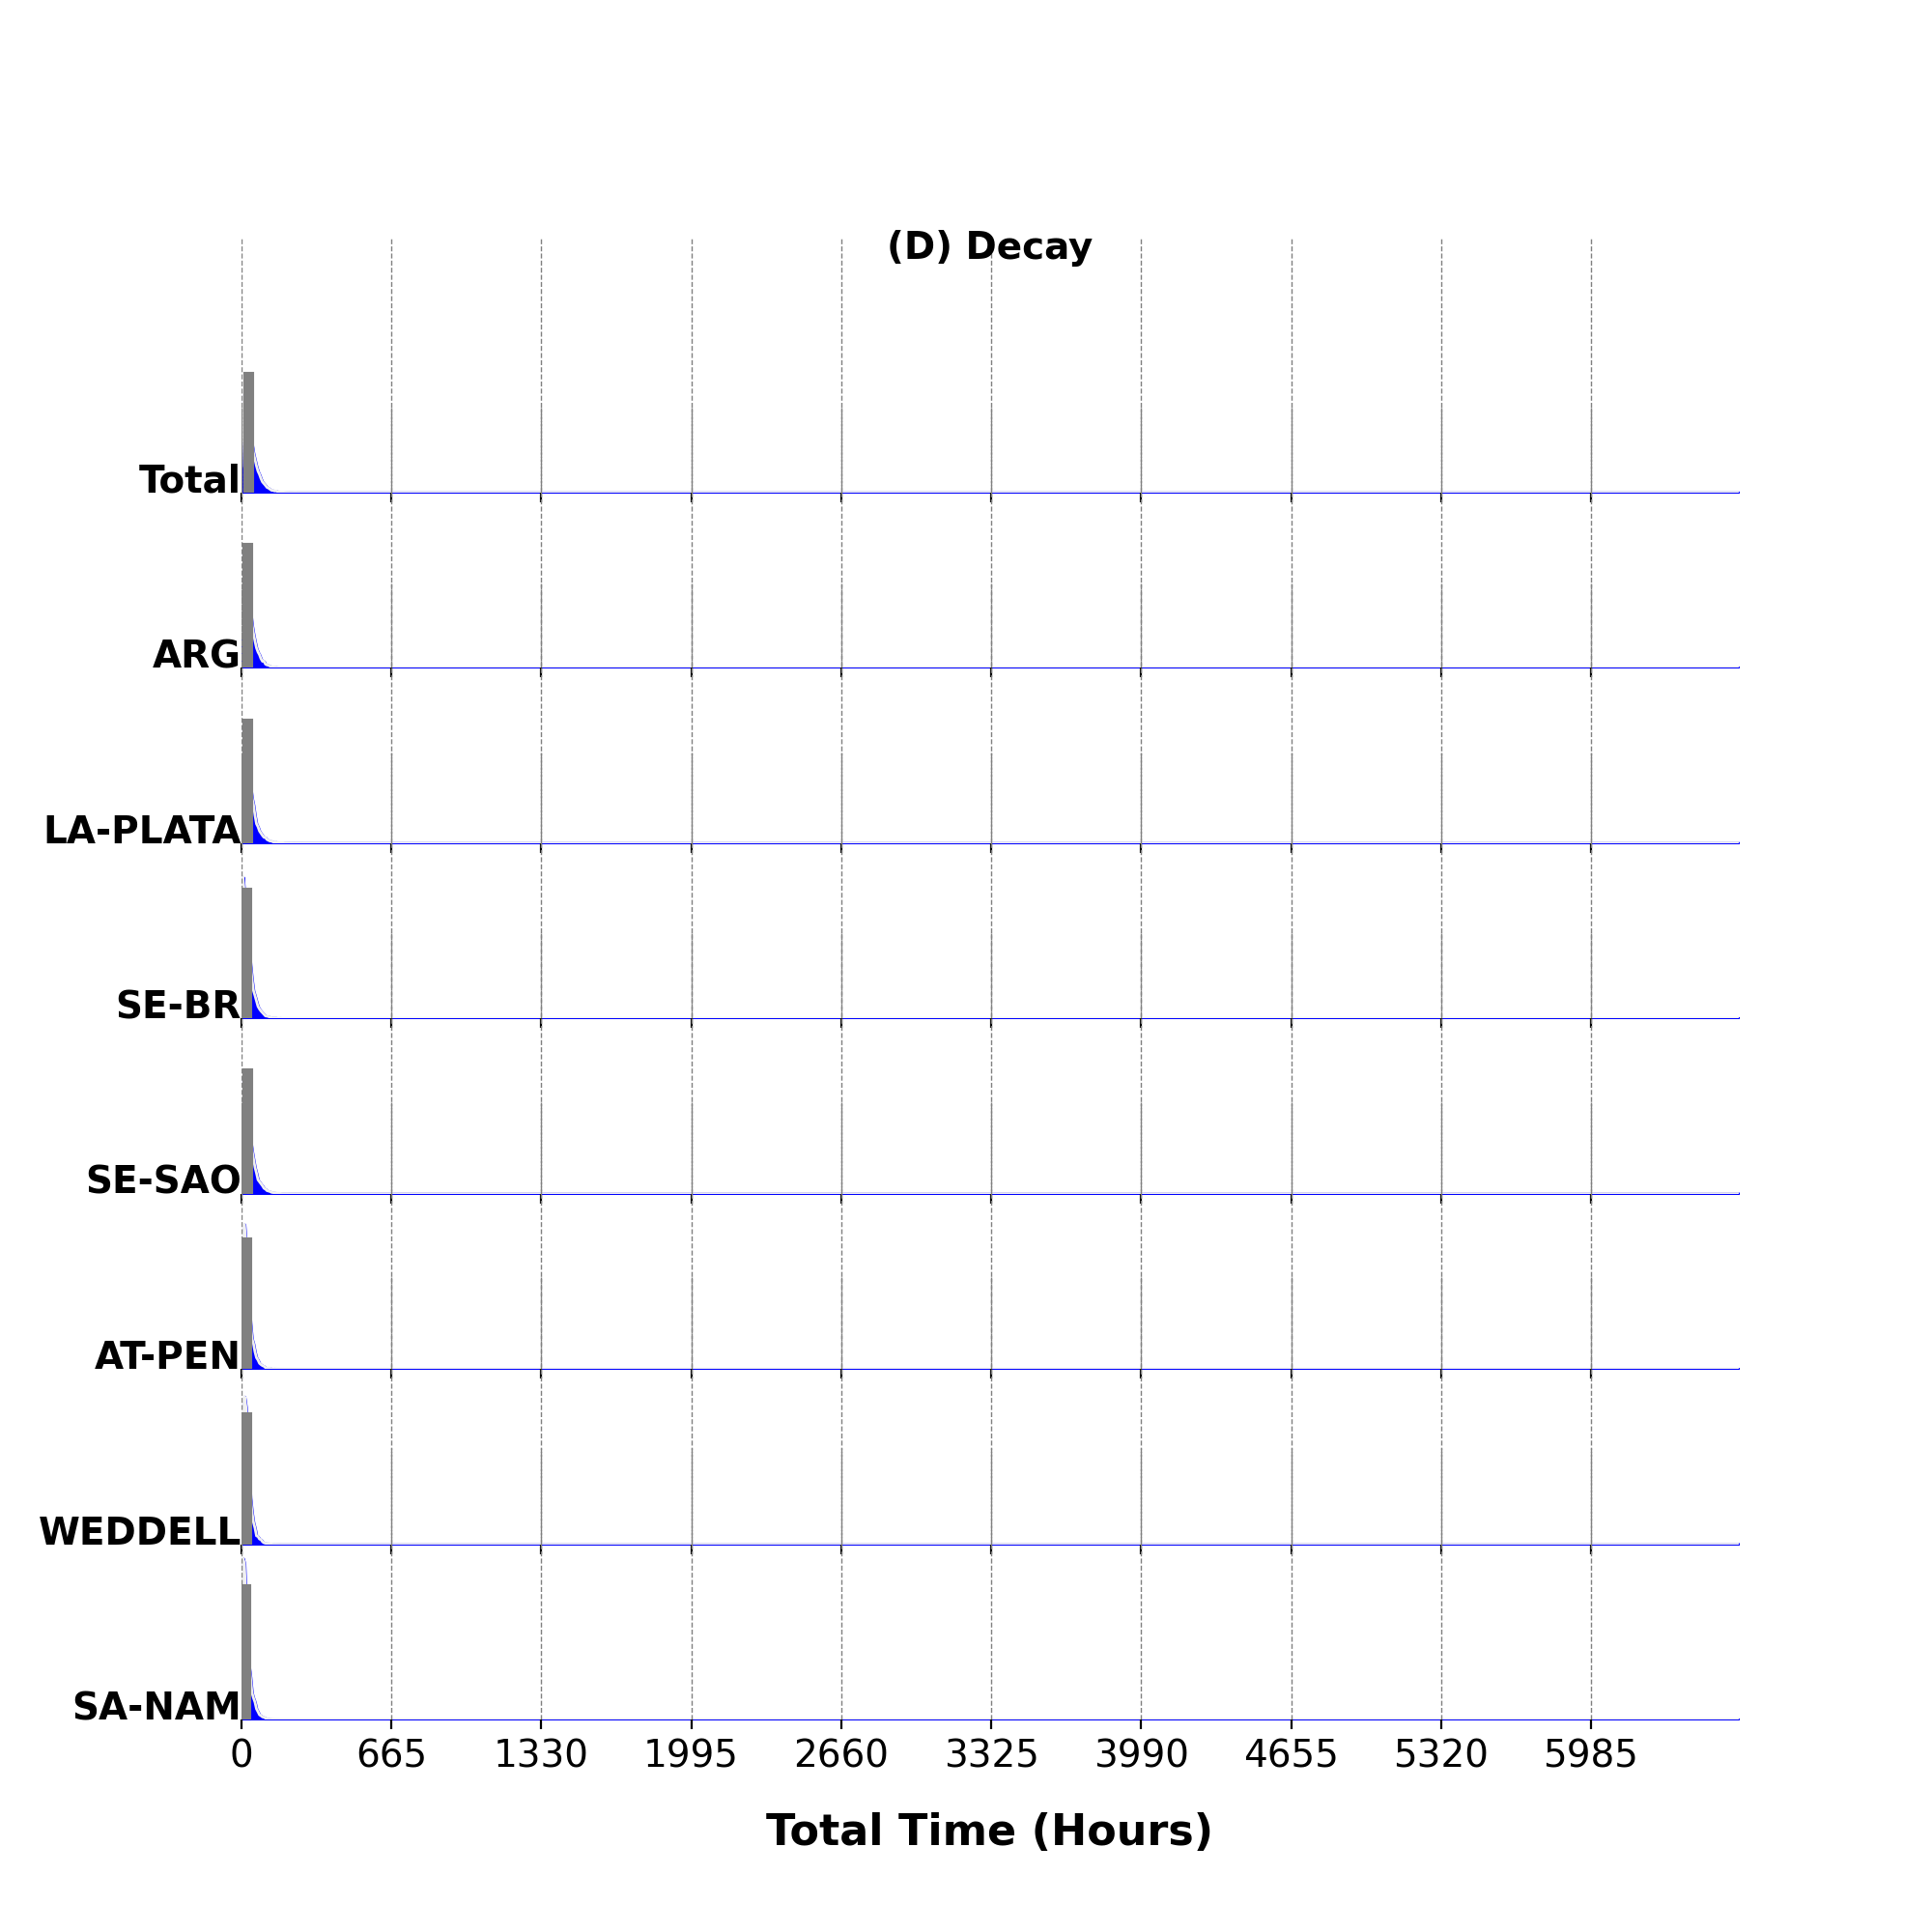 (D) Decay
Total
ARG
LA-PLATA
SE-BR
SE-SAO
AT-PEN
WEDDELL
SA-NAM
0 665 1330 1995 2660 3325 3990 4655 5320 5985
Total Time (Hours)